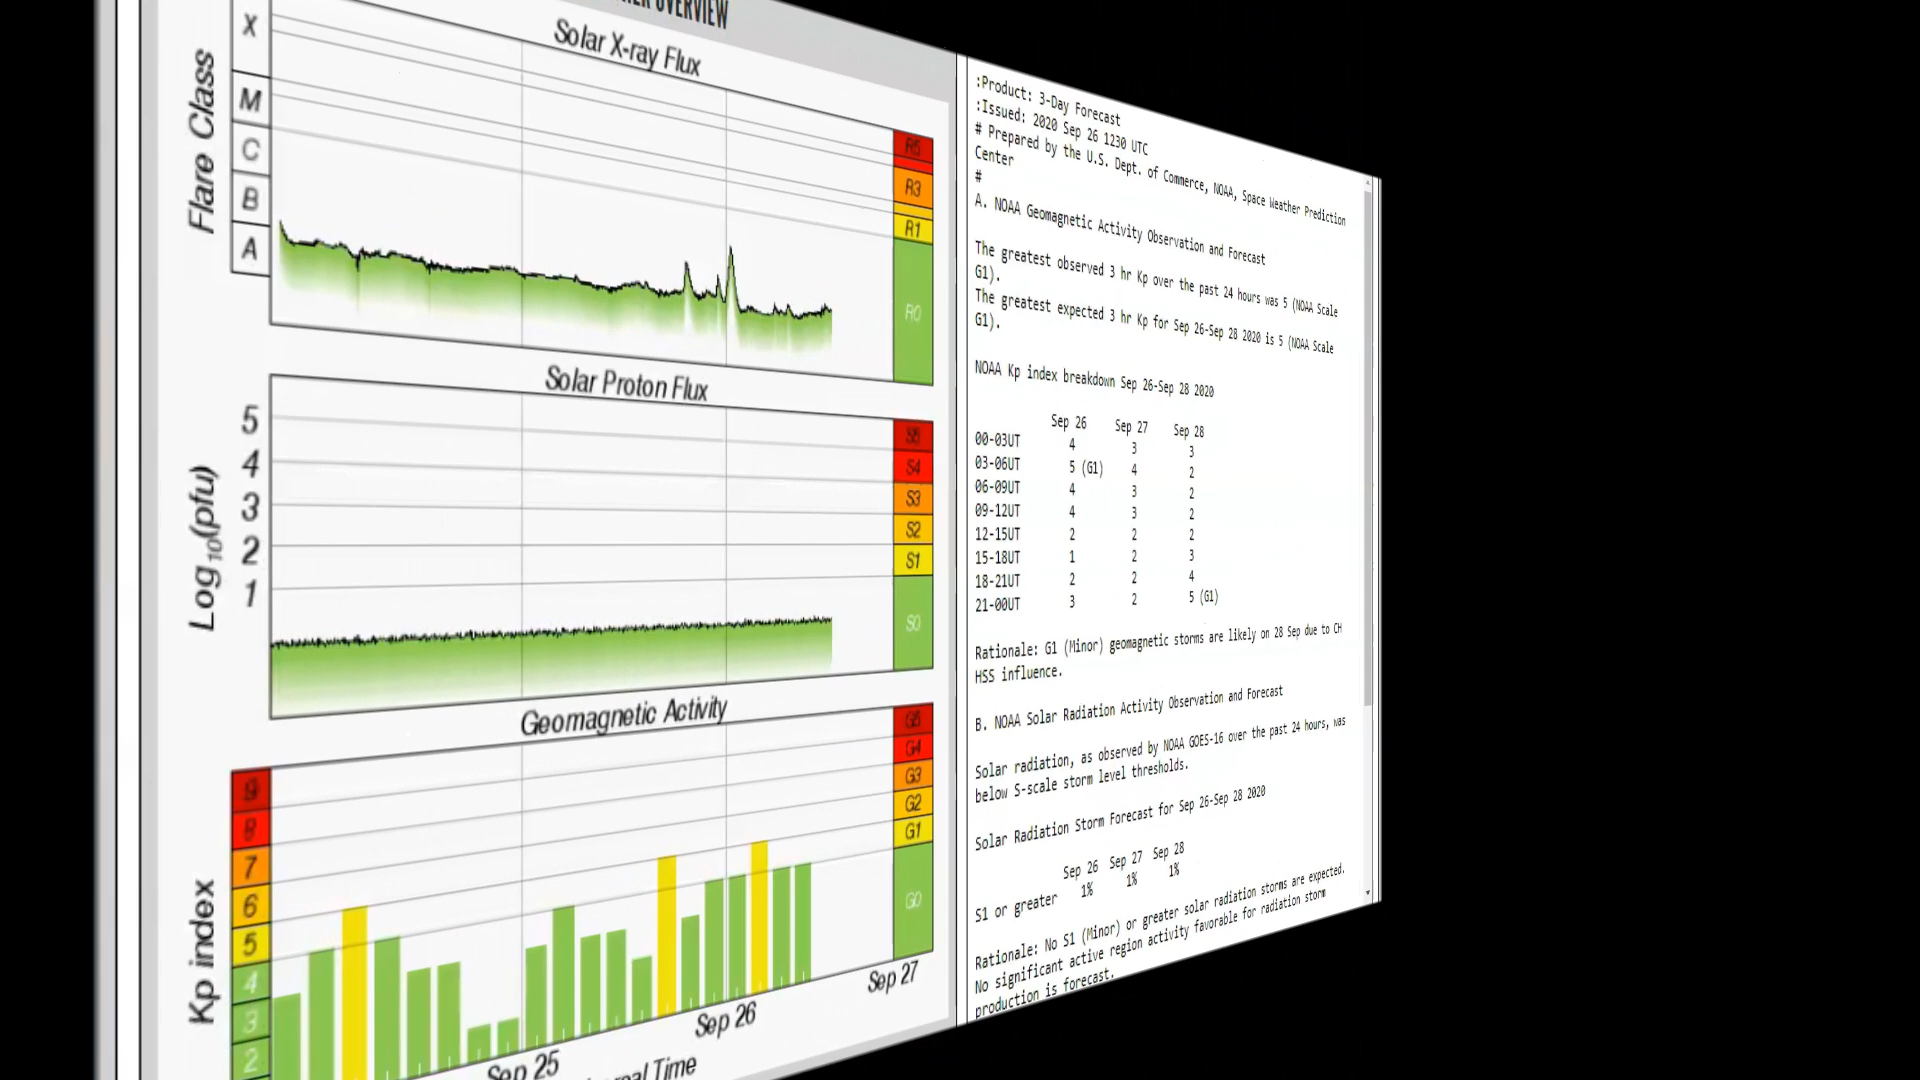 OVERVIEW
Solar X-ray Flux
Flare Class
X
M
C
B
A
R5
R3
R1
R0
Solar Proton Flux
Log10(pfu)
5
4
3
2
1
S5
S4
S3
S2
S1
S0
Geomagnetic Activity
Kp index
9
8
7
6
5
4
3
2
G5
G4
G3
G2
G1
G0
Sep 25
Sep 26
Sep 27
Time
:Product: 3-Day Forecast
:Issued: 2020 Sep 26 1230 UTC
# Prepared by the U.S. Dept. of Commerce, NOAA, Space Weather Prediction
Center
#
A. NOAA Geomagnetic Activity Observation and Forecast
The greatest observed 3 hr Kp over the past 24 hours was 5 (NOAA Scale
G1).
The greatest expected 3 hr Kp for Sep 26-Sep 28 2020 is 5 (NOAA Scale
G1).
NOAA Kp index breakdown Sep 26-Sep 28 2020
Sep 26 Sep 27 Sep 28
00-03UT 4 3 3
03-06UT 5 (G1) 4 2
06-09UT 4 3 2
09-12UT 4 3 2
12-15UT 2 2 2
15-18UT 1 2 3
18-21UT 2 2 4
21-00UT 3 2 5 (G1)
Rationale: G1 (Minor) geomagnetic storms are likely on 28 Sep due to CH
HSS influence.
B. NOAA Solar Radiation Activity Observation and Forecast
Solar radiation, as observed by NOAA GOES-16 over the past 24 hours, was
below S-scale storm level thresholds.
Solar Radiation Storm Forecast for Sep 26-Sep 28 2020
Sep 26 Sep 27 Sep 28
S1 or greater 1% 1% 1%
Rationale: No S1 (Minor) or greater solar radiation storms are expected.
No significant active region activity favorable for radiation storm
production is forecast.